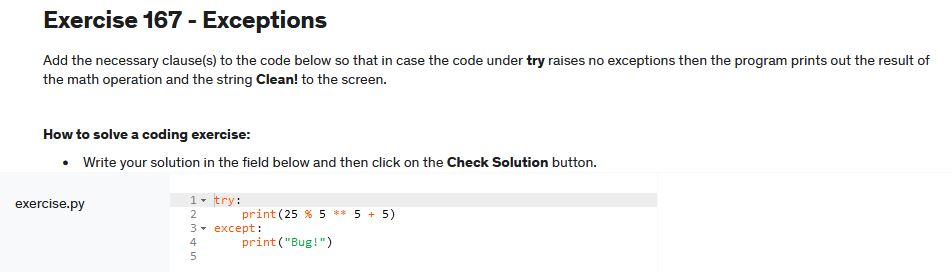 Exercise 167 - Exceptions
Add the necessary clause(s) to the code below so that in case the code under try raises no exceptions then the program prints out the result of
the math operation and the string Clean! to the screen.
How to solve a coding exercise:
• Write your solution in the field below and then click on the Check Solution button.
exercise.py
1 try:
2     print(25 % 5 ** 5 + 5)
3 except:
4     print("Bug!")
5